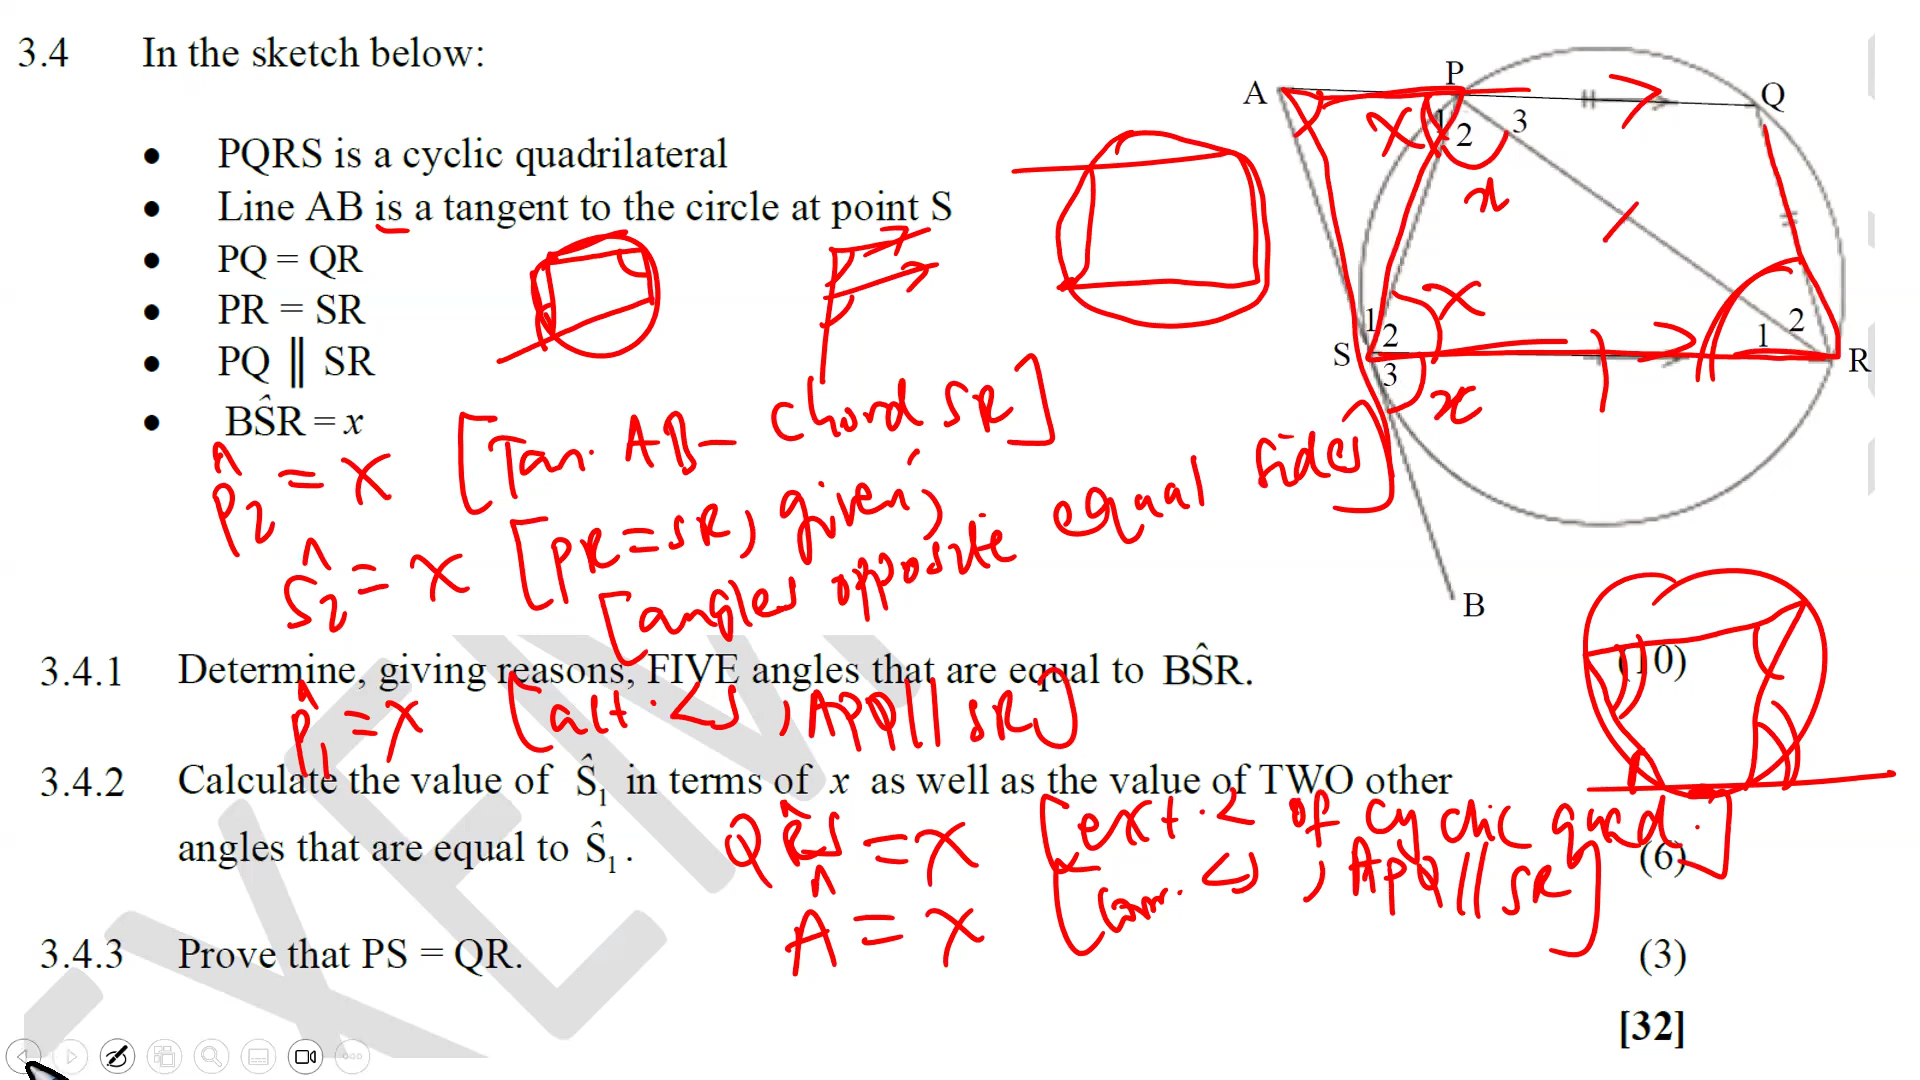 3.4 In the sketch below:
• PQRS is a cyclic quadrilateral
• Line AB is a tangent to the circle at point S
• PQ = QR
• PR = SR
• PQ ∥ SR
• BŜR = x
A P Q
1 2 3
x x
x
1 2 1 2
S R
3 x
B
P̂2 = x [Tan. AB – chord SR]
Ŝ2 = x [PR = SR, given;
[angles opposite equal sides]
3.4.1 Determine, giving reasons, FIVE angles that are equal to BŜR. (10)
P̂1 = x [alt. <s, APQ // SR]
3.4.2 Calculate the value of Ŝ1 in terms of x as well as the value of TWO other
angles that are equal to Ŝ1. (6)
QR̂S = x [ext. < of cyclic quad.]
Â = x [corr. <s, APQ // SR]
3.4.3 Prove that PS = QR. (3)
[32]